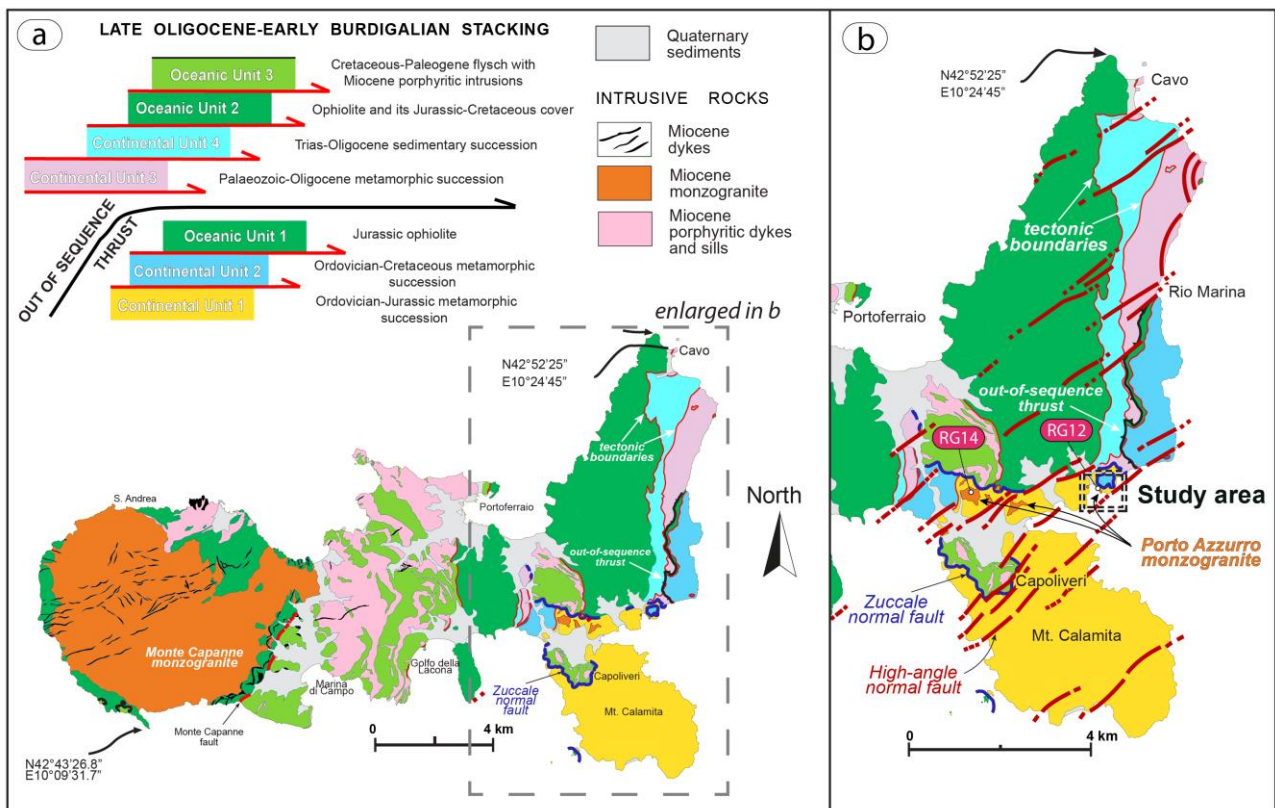 a
LATE OLIGOCENE-EARLY BURDIGALIAN STACKING
Oceanic Unit 3
Cretaceous-Paleogene flysch with
Miocene porphyritic intrusions
Oceanic Unit 2
Ophiolite and its Jurassic-Cretaceous cover
Continental Unit 4
Trias-Oligocene sedimentary succession
Continental Unit 3
Palaeozoic-Oligocene metamorphic succession
OUT OF SEQUENCE
THRUST
Oceanic Unit 1
Jurassic ophiolite
Continental Unit 2
Ordovician-Cretaceous metamorphic
succession
Continental Unit 1
Ordovician-Jurassic metamorphic
succession
Quaternary
sediments
INTRUSIVE ROCKS
Miocene
dykes
Miocene
monzogranite
Miocene
porphyritic dykes
and sills
enlarged in b
N42°52'25"
E10°24'45"
Cavo
tectonic
boundaries
North
S. Andrea
Portoferraio
out-of-sequence
thrust
Monte Capanne
monzogranite
Marina
di Campo
Golfo della
Lacona
Zuccale
normal
fault
Capoliveri
Mt. Calamita
Monte Capanne
fault
0
4 km
N42°43'26.8"
E10°09'31.7"
b
N42°52'25"
E10°24'45"
Cavo
tectonic
boundaries
Rio Marina
Portoferraio
out-of-sequence
thrust
RG14
RG12
Study area
Porto Azzurro
monzogranite
Capoliveri
Zuccale
normal fault
Mt. Calamita
High-angle
normal fault
0
4 km